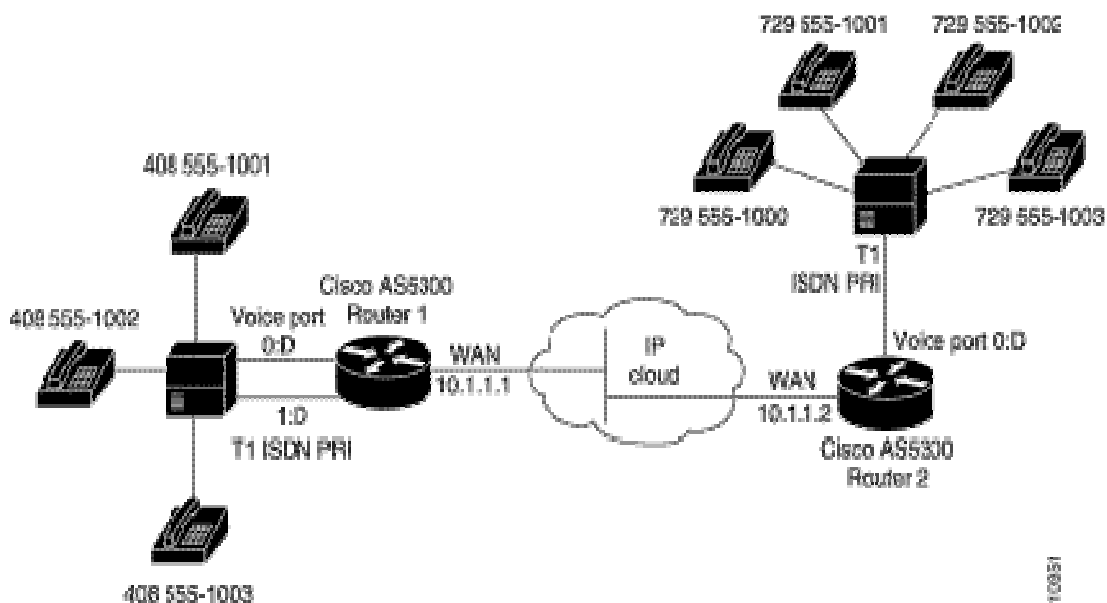 729 555-1001
729 555-1002
729 555-1000
729 555-1003
T1
ISDN PRI
408 555-1001
Cisco AS5300
Router 1
408 555-1002
Voice port
0:D
WAN
10.1.1.1
IP
cloud
Voice port 0:D
WAN
10.1.1.2
1:D
T1 ISDN PRI
Cisco AS5300
Router 2
408 555-1003